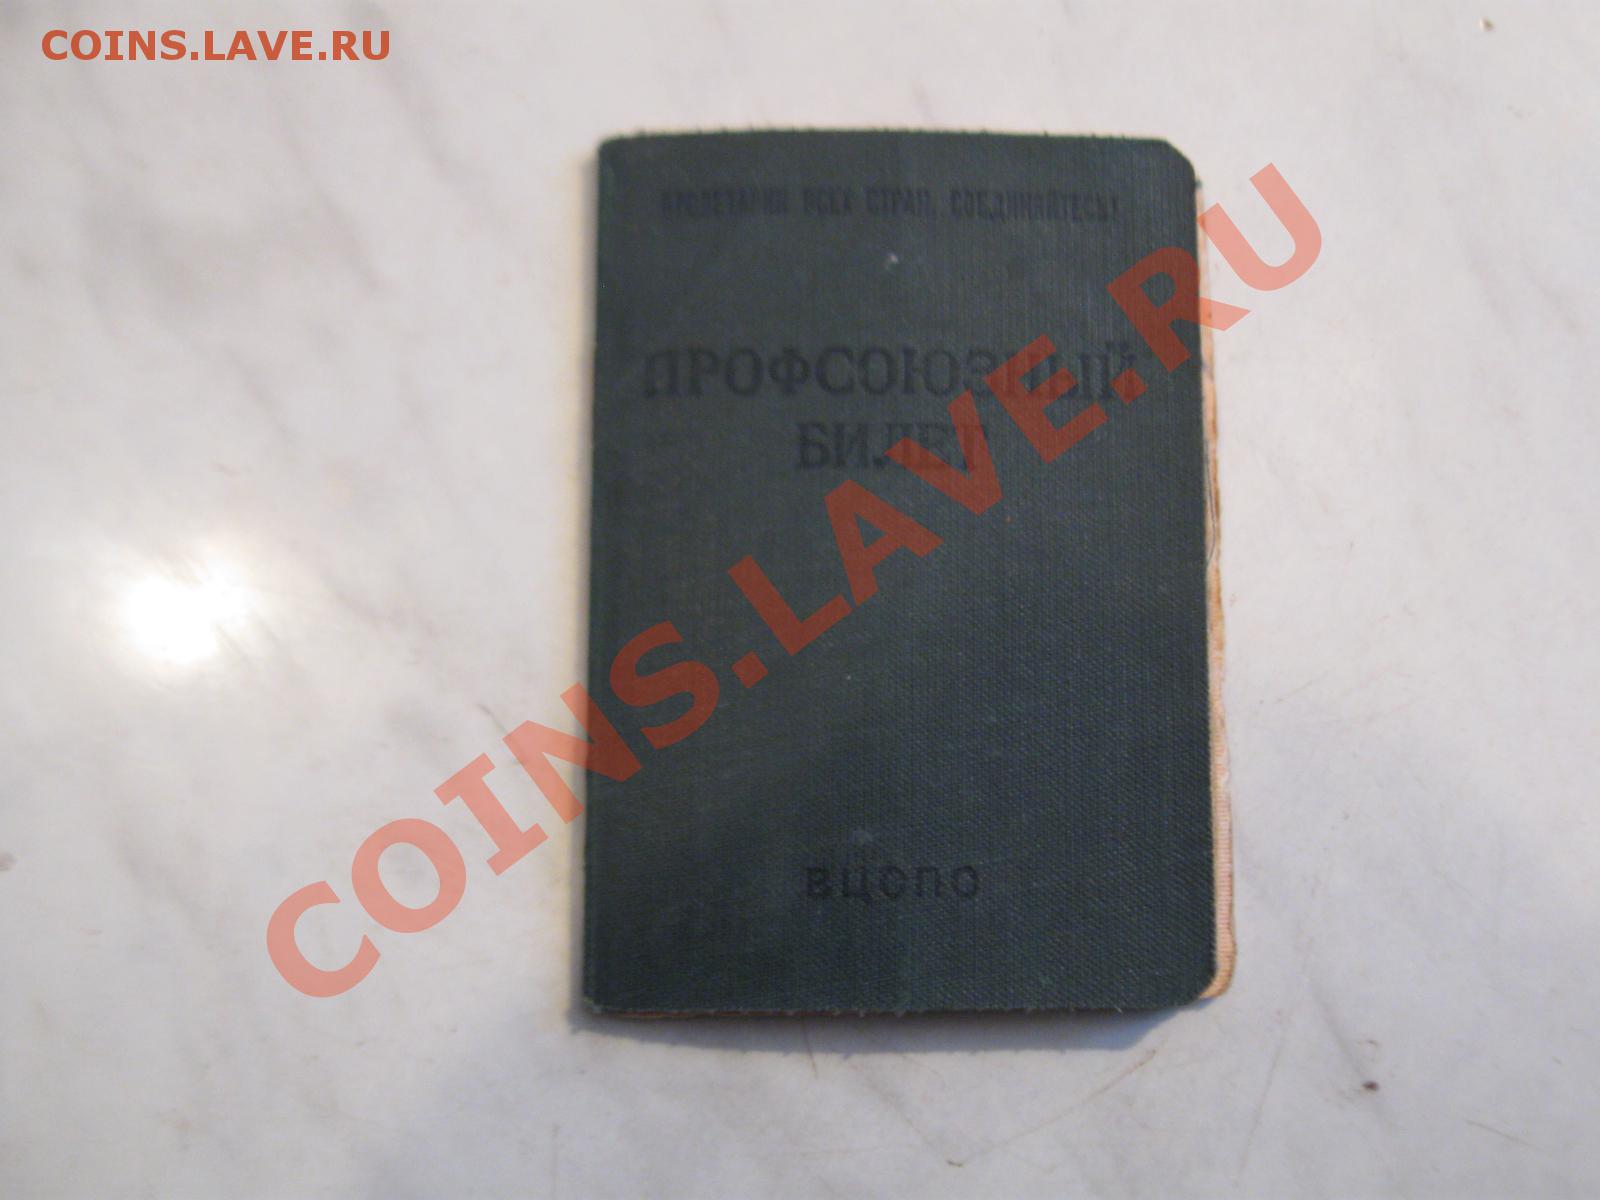 COINS.LAVE.RU
ПРОЛЕТАРИИ ВСЕХ СТРАН, СОЕДИНЯЙТЕСЬ!
ПРОФСОЮЗНЫЙ
БИЛЕТ
COINS.LAVE.RU
ВЦСПС